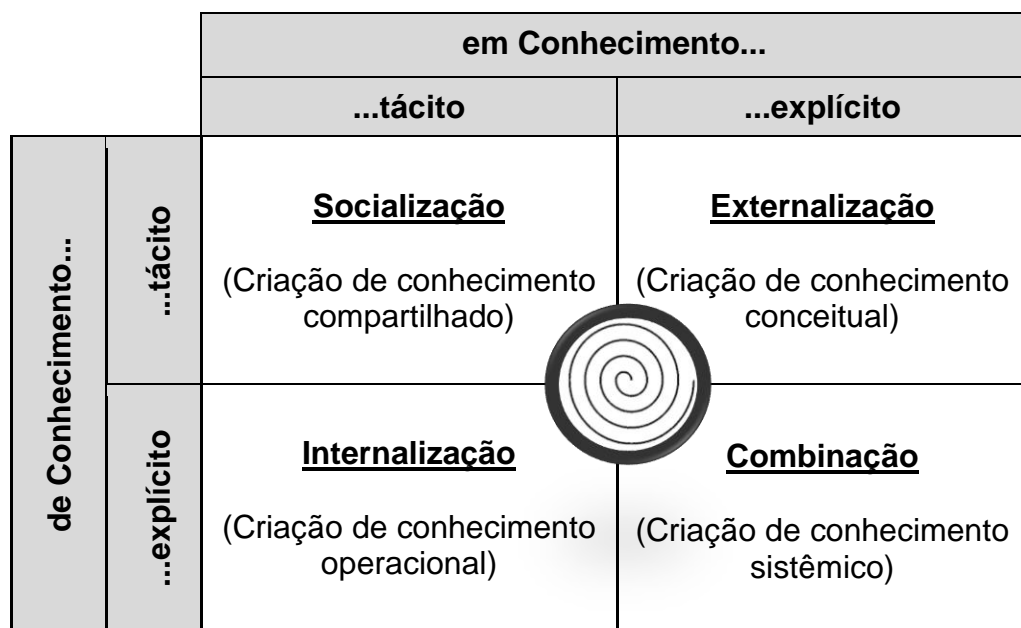 em Conhecimento...
...tácito
...explícito
de Conhecimento...
...tácito
Socialização
(Criação de conhecimento
compartilhado)
Externalização
(Criação de conhecimento
conceitual)
...explícito
Internalização
(Criação de conhecimento
operacional)
Combinação
(Criação de conhecimento
sistêmico)